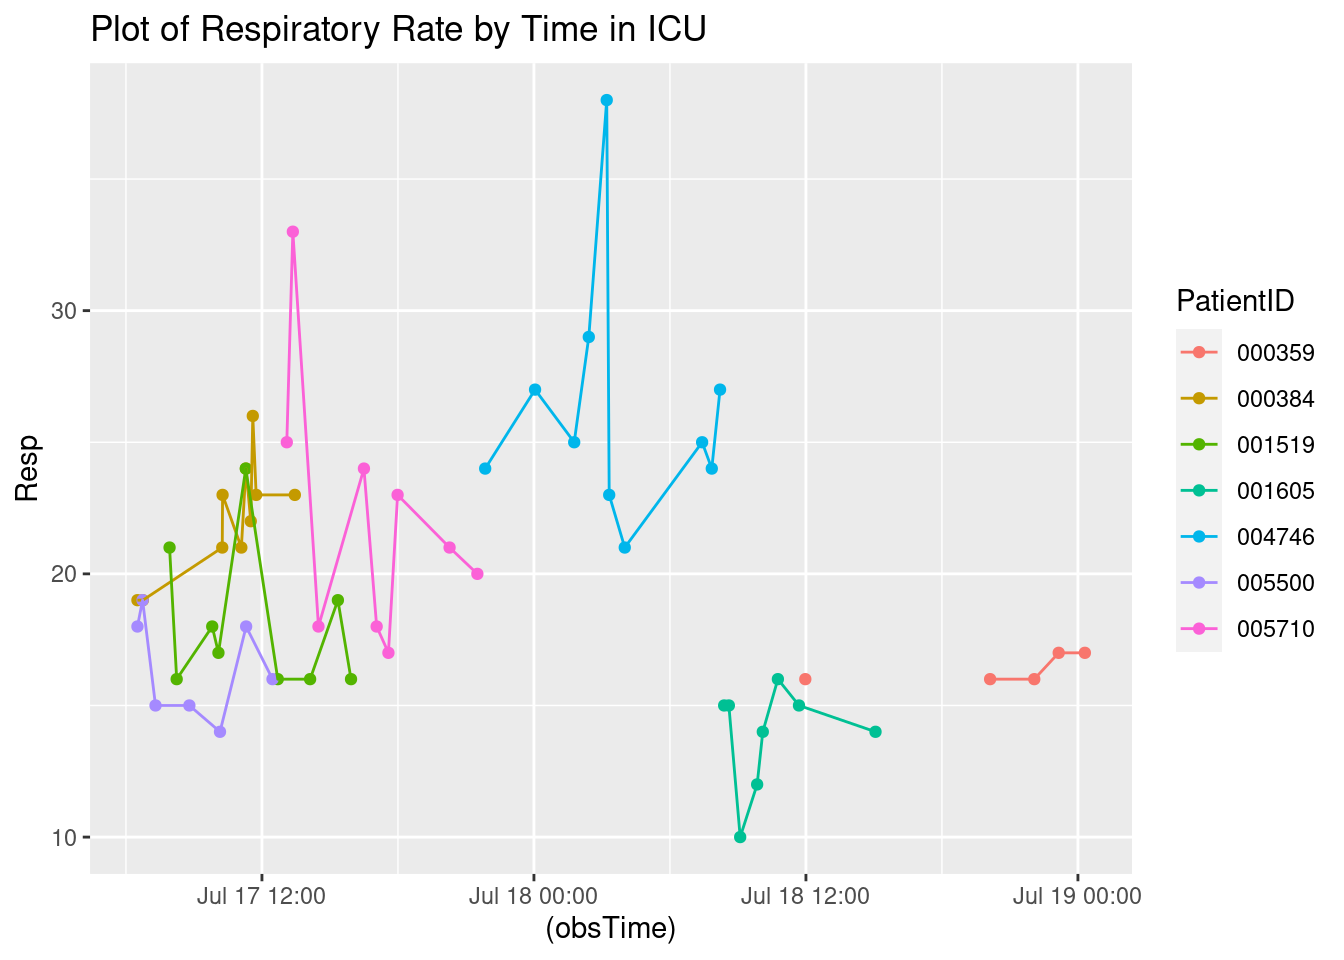 Plot of Respiratory Rate by Time in ICU
Resp
30
20
10
Jul 17 12:00
Jul 18 00:00
Jul 18 12:00
Jul 19 00:00
(obsTime)
PatientID
000359
000384
001519
001605
004746
005500
005710